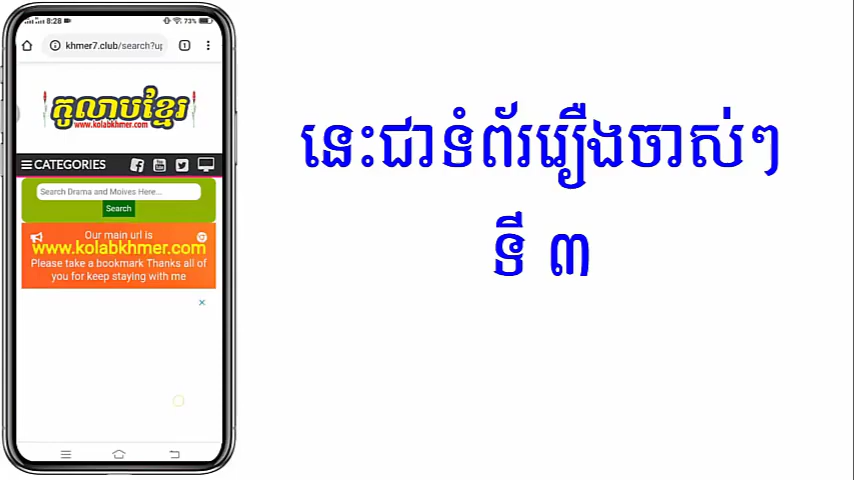 8:28
73%
khmer7.club/search?up
1
កូលាបខ្មែរ
www.kolabkhmer.com
CATEGORIES
Search Drama and Moives Here...
Search
Our main url is
www.kolabkhmer.com
Please take a bookmark Thanks all of
you for keep staying with me
នេះជាទំព័ររឿងចាស់ៗ
ទី ៣